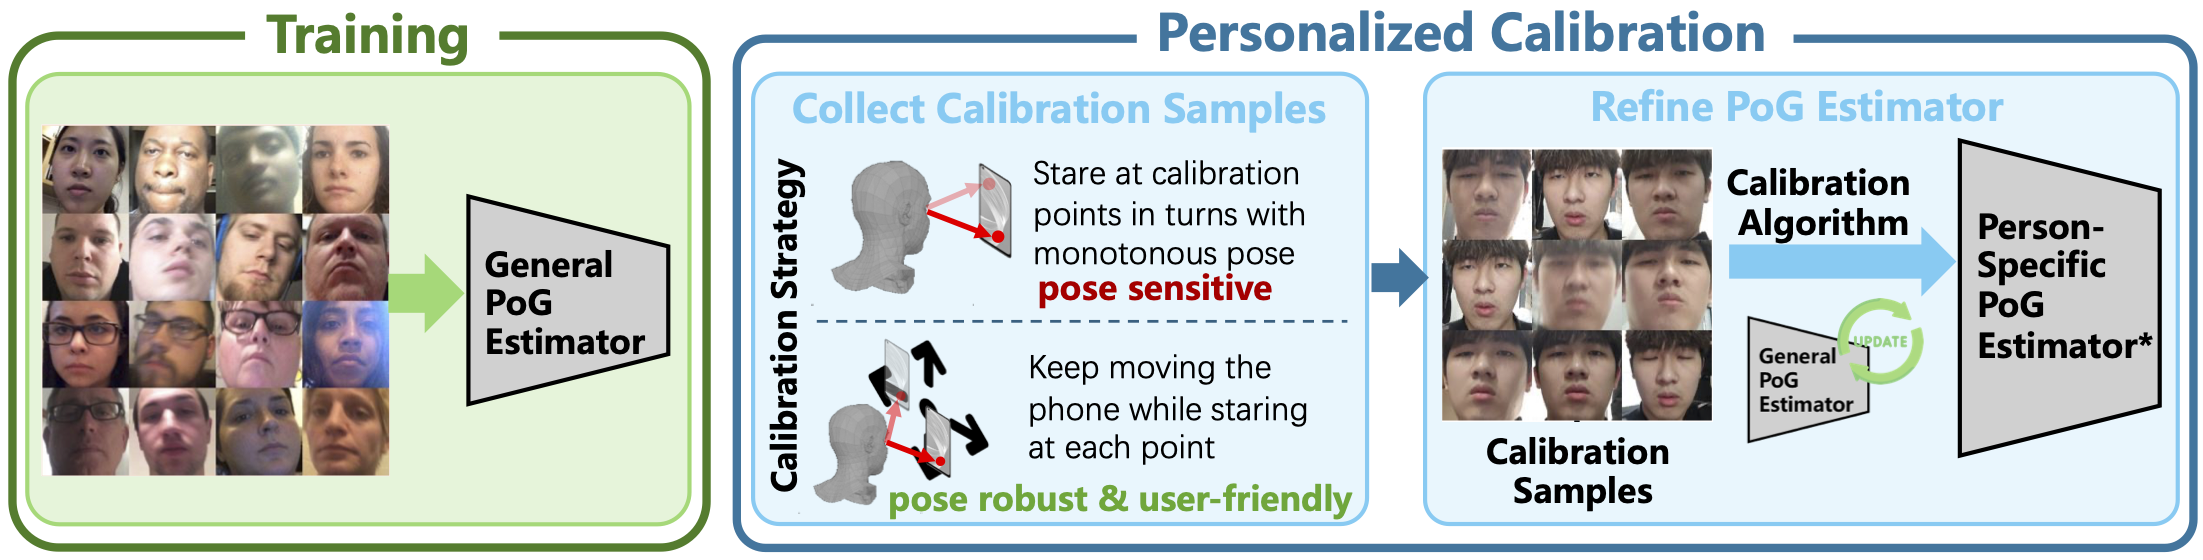 Training
General
PoG
Estimator
Personalized Calibration
Collect Calibration Samples
Calibration Strategy
Stare at calibration
points in turns with
monotonous pose
pose sensitive
Keep moving the
phone while staring
at each point
pose robust & user-friendly
Refine PoG Estimator
Calibration
Samples
Calibration
Algorithm
General
PoG
Estimator
UPDATE
Person-
Specific
PoG
Estimator*